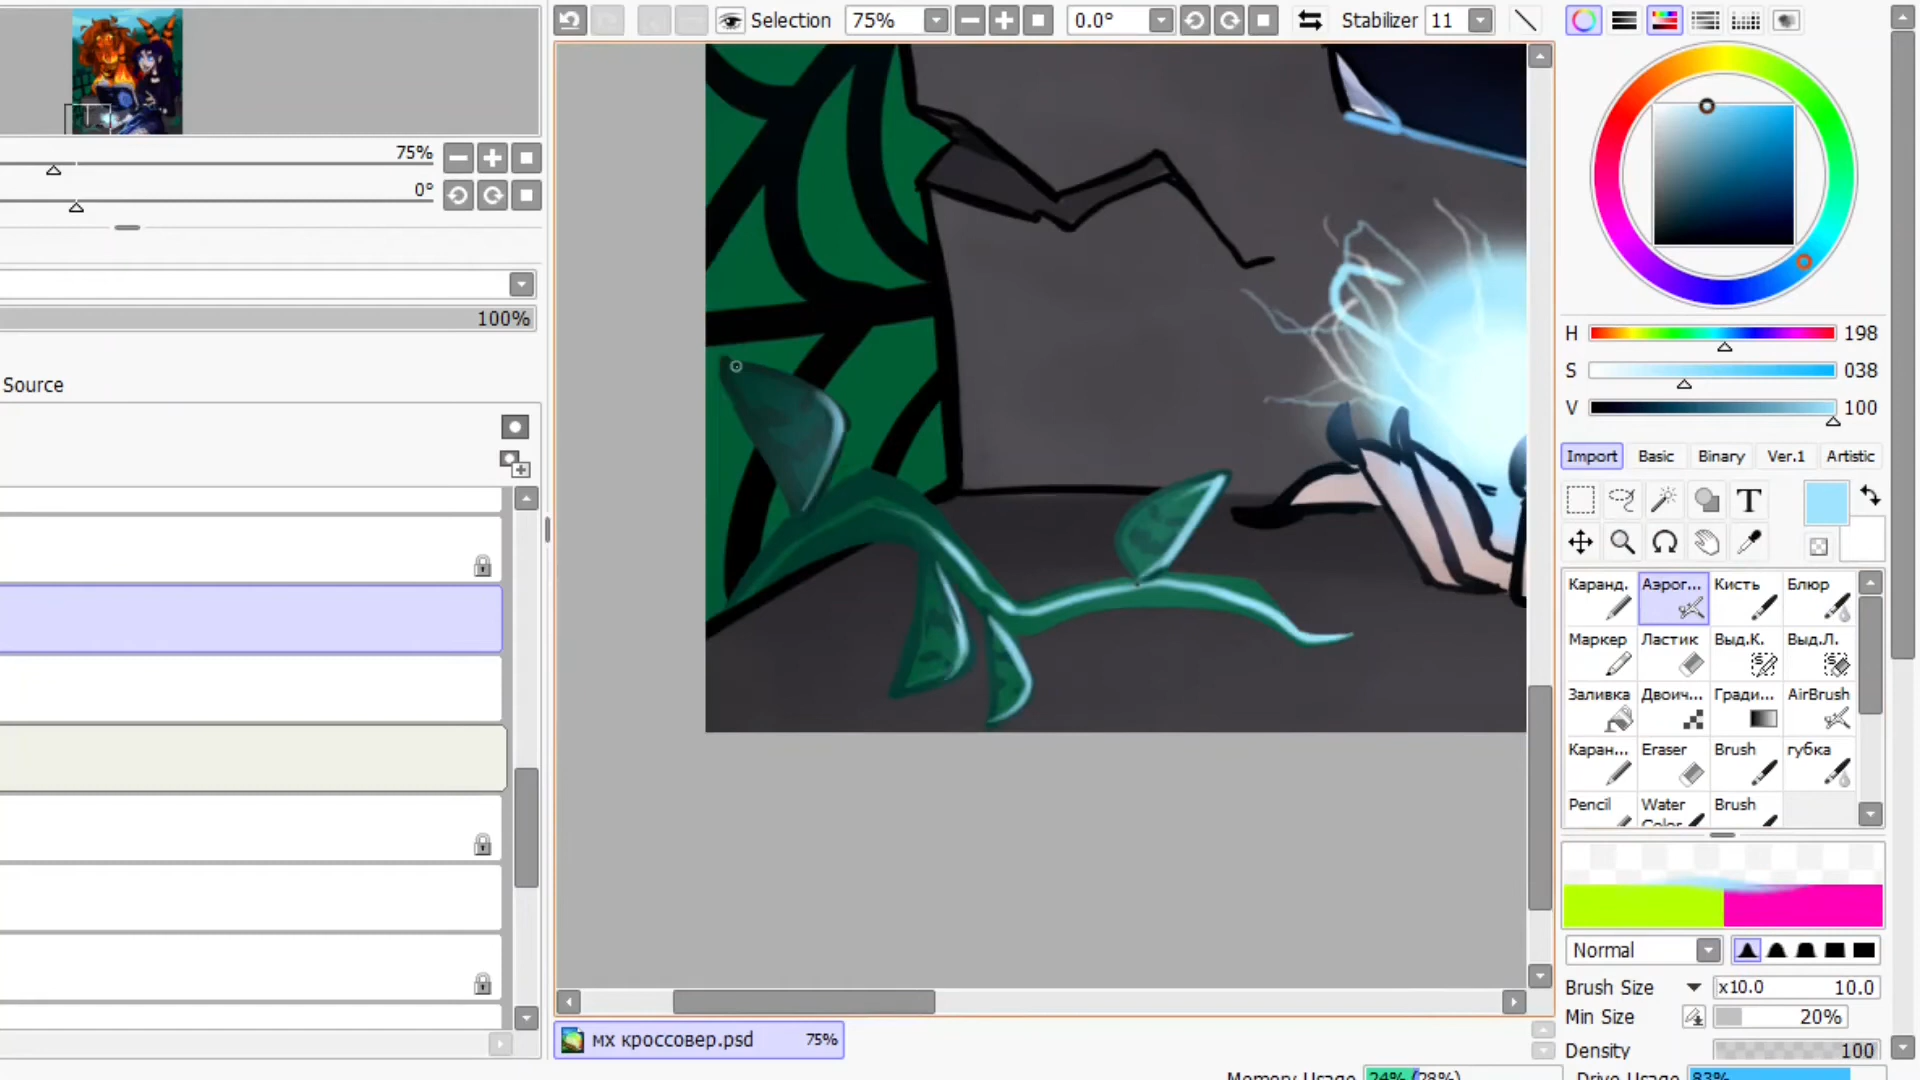 Selection 75% 0.0° Stabilizer 11
75%
0°
100%
Source
H 198
S 038
V 100
Import Basic Binary Ver.1 Artistic
T
Каранд. Аэрог... Кисть Блюр
Маркер Ластик Выд.К. Выд.Л.
Заливка Двоич... Гради... AirBrush
Каран... Eraser Brush губка
Pencil Water Brush
Color
Normal
Brush Size x10.0 10.0
Min Size 20%
Density 100
мх кроссовер.psd 75%
Memory Usage 24% (28%) Drive Usage 83%